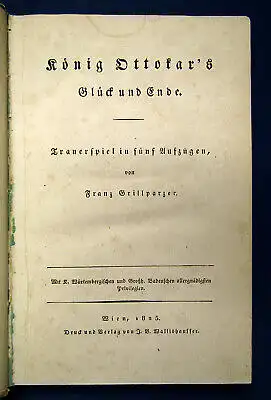 König Ottokar's
Glück und Ende.
Trauerspiel in fünf Aufzügen,
von
Franz Grillparzer.
Mit K. Würtembergischen und Großh. Badenschen allergnädigsten
Privilegien.
Wien, 1825.
Druck und Verlag von J. B. Wallishausser.